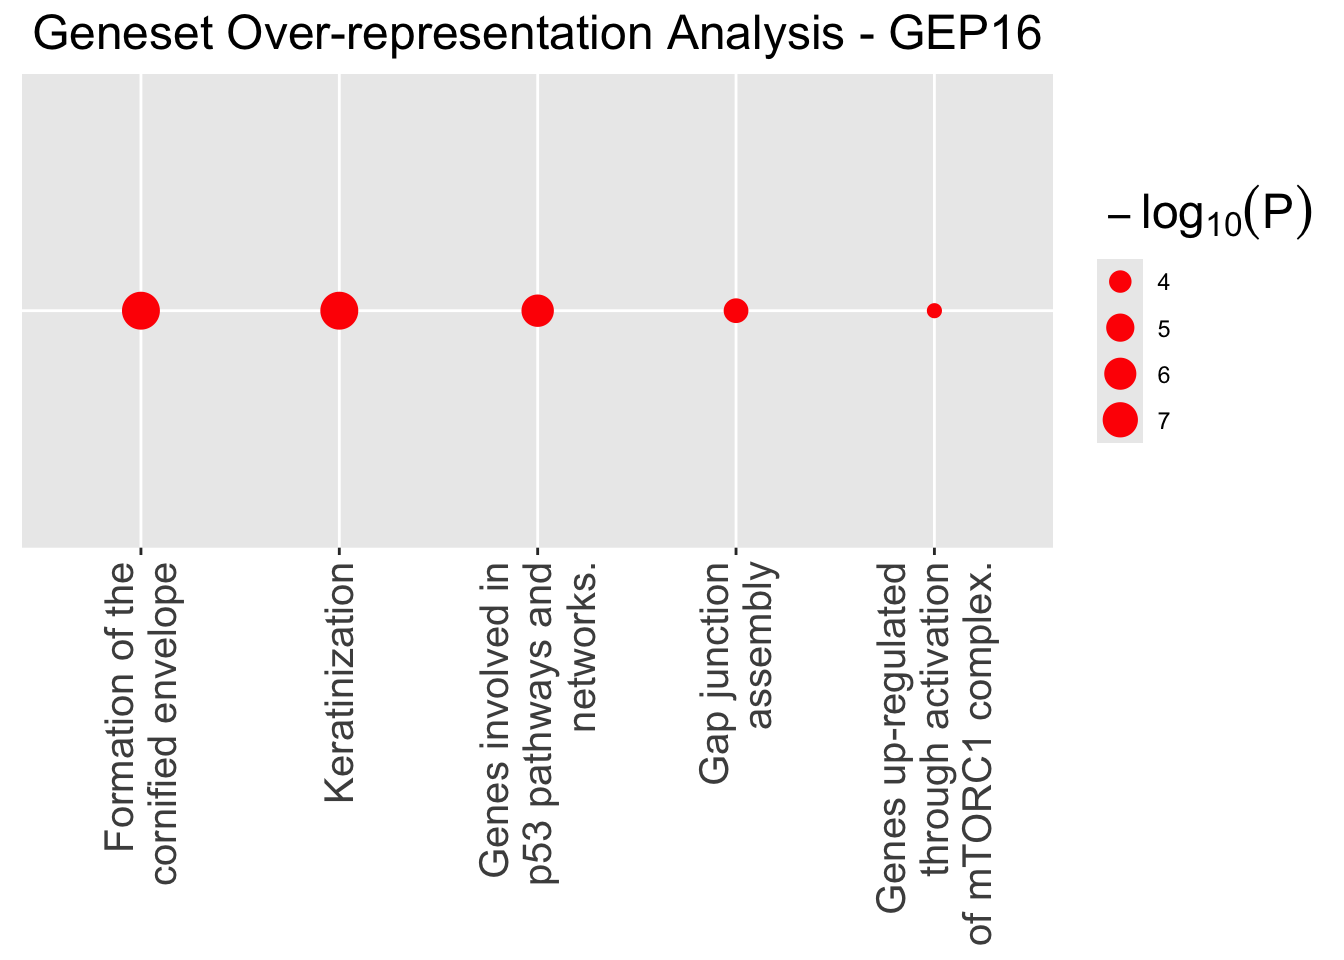 Geneset Over-representation Analysis - GEP16
− log10(P)
4
5
6
7
Formation of the
cornified envelope
Keratinization
Genes involved in
p53 pathways and
networks.
Gap junction
assembly
Genes up-regulated
through activation
of mTORC1 complex.